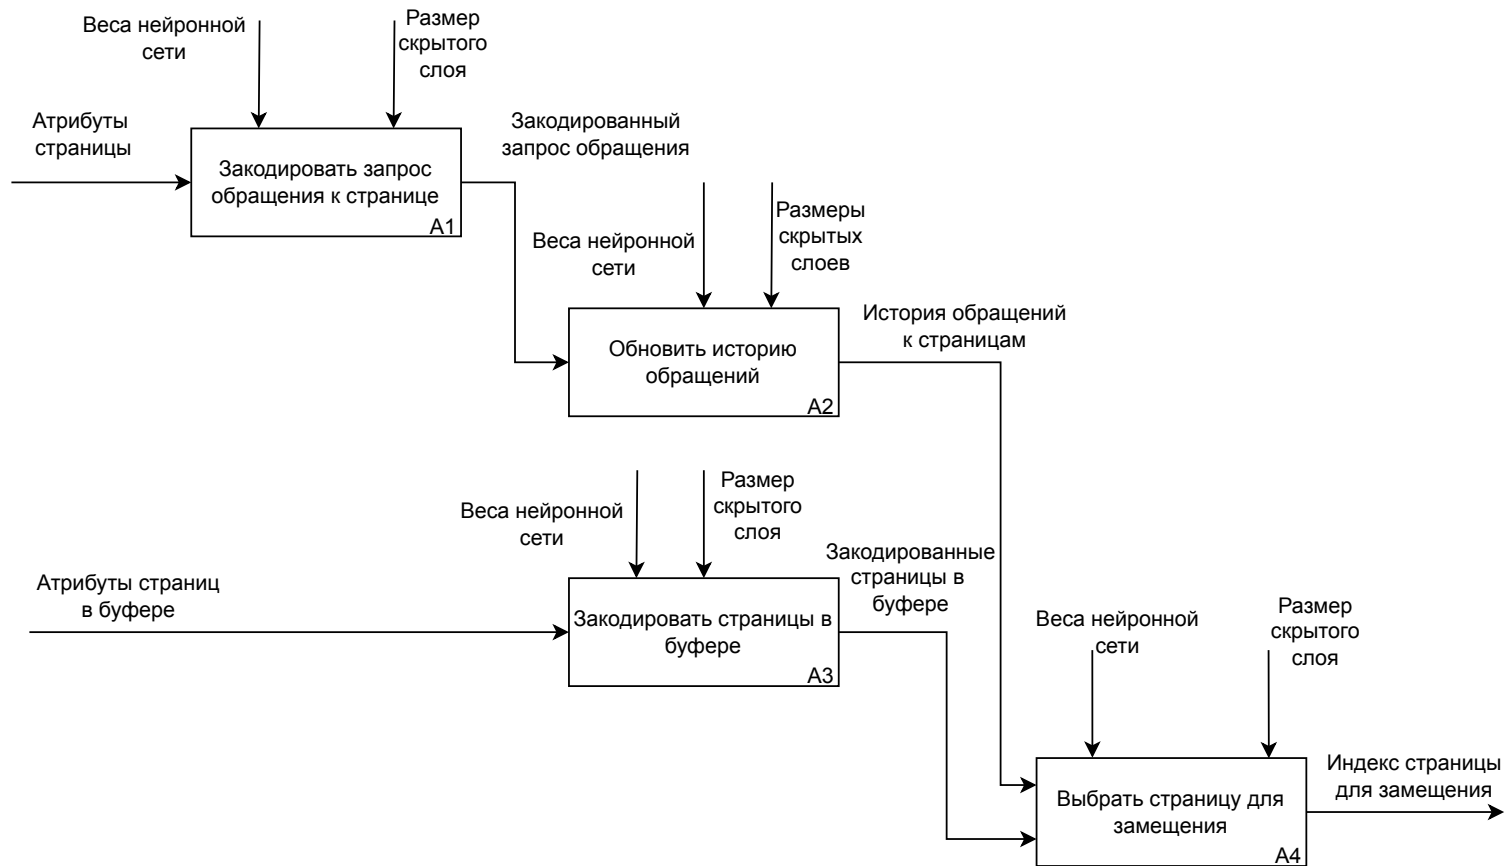 Веса нейронной
сети
Размер
скрытого
слоя
Атрибуты
страницы
Закодировать запрос
обращения к странице
A1
Закодированный
запрос обращения
Веса нейронной
сети
Размеры
скрытых
слоев
Обновить историю
обращений
A2
История обращений
к страницам
Веса нейронной
сети
Размер
скрытого
слоя
Атрибуты страниц
в буфере
Закодировать страницы в
буфере
A3
Закодированные
страницы в
буфере
Веса нейронной
сети
Размер
скрытого
слоя
Выбрать страницу для
замещения
A4
Индекс страницы
для замещения